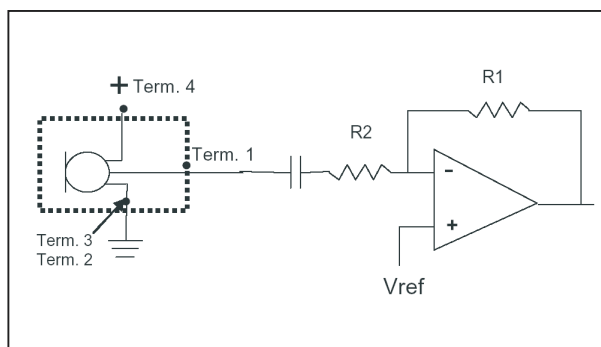 + Term. 4
R1
R2
Term. 1
-
+
Term. 3
Term. 2
Vref